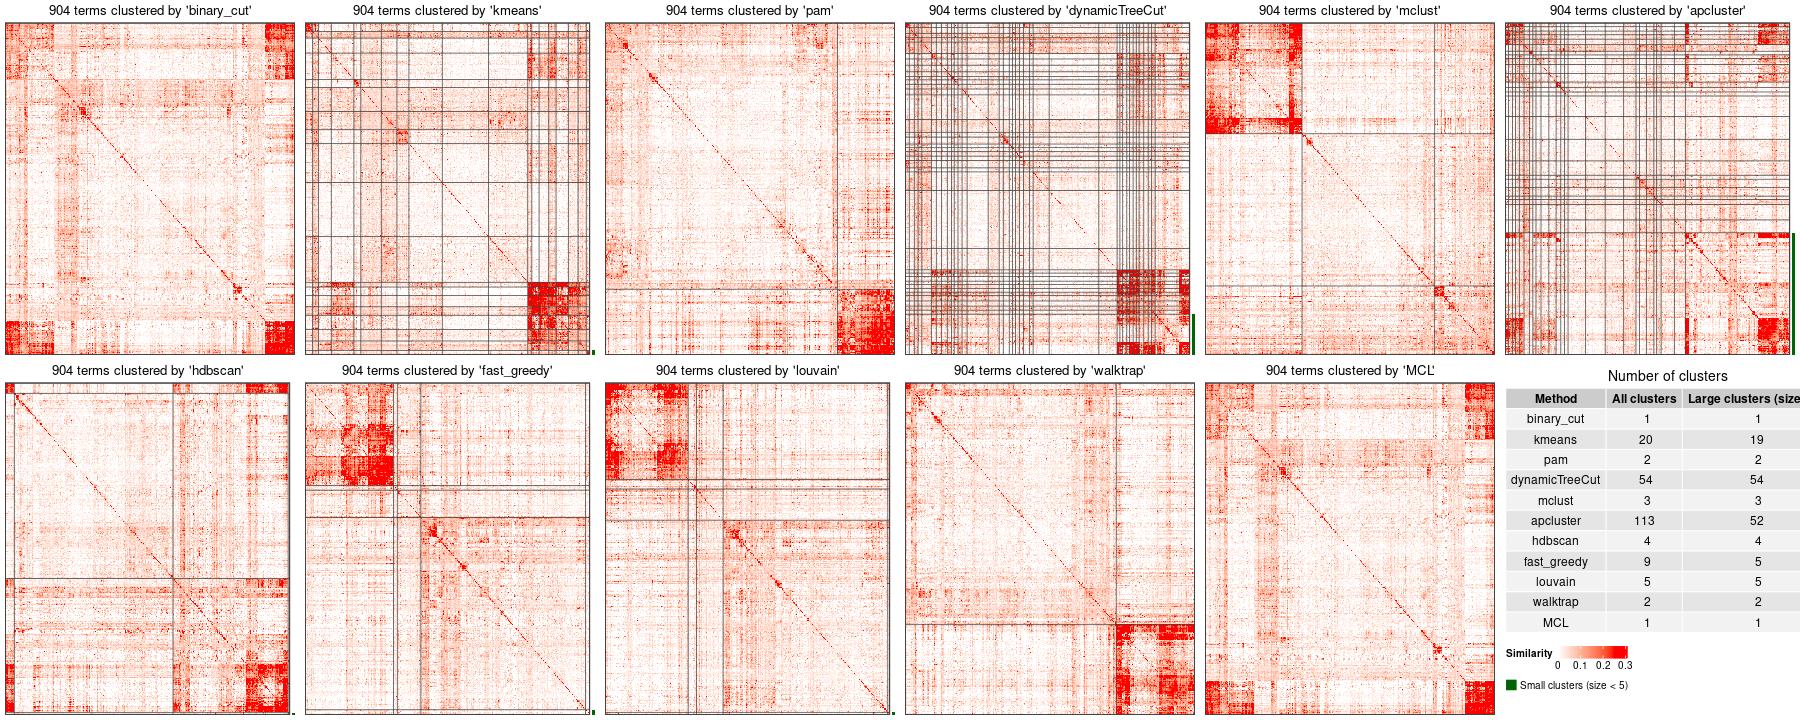 904 terms clustered by 'binary_cut'
904 terms clustered by 'kmeans'
904 terms clustered by 'pam'
904 terms clustered by 'dynamicTreeCut'
904 terms clustered by 'mclust'
904 terms clustered by 'apcluster'
904 terms clustered by 'hdbscan'
904 terms clustered by 'fast_greedy'
904 terms clustered by 'louvain'
904 terms clustered by 'walktrap'
904 terms clustered by 'MCL'
Number of clusters
Method All clusters Large clusters (size
binary_cut 1 1
kmeans 20 19
pam 2 2
dynamicTreeCut 54 54
mclust 3 3
apcluster 113 52
hdbscan 4 4
fast_greedy 9 5
louvain 5 5
walktrap 2 2
MCL 1 1
Similarity
0 0.1 0.2 0.3
Small clusters (size < 5)